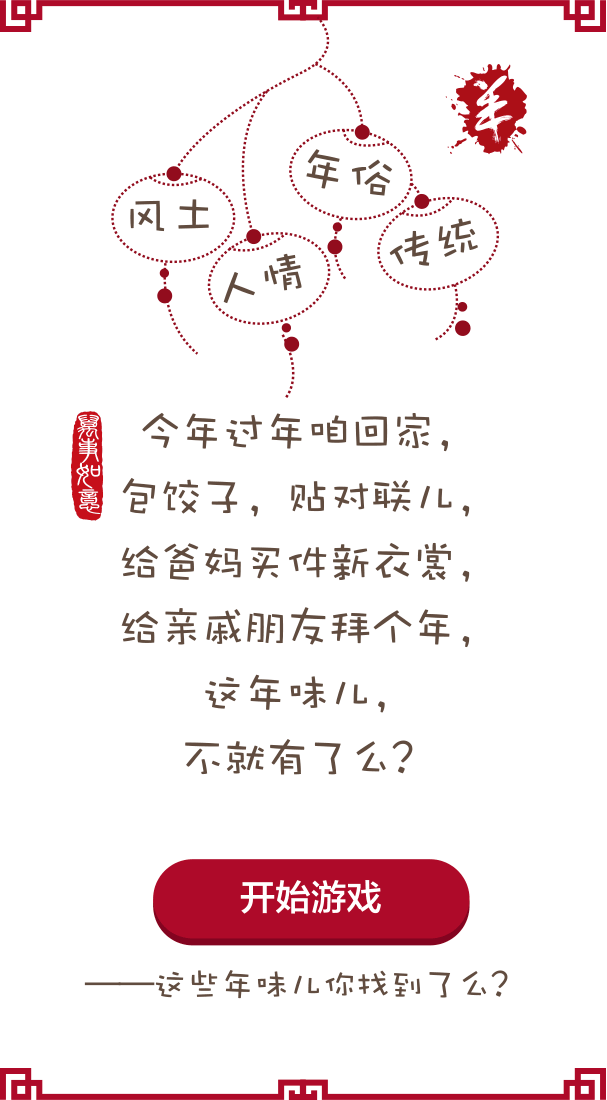 羊
年俗
风土
传统
人情
事如意
今年过年咱回家，
包饺子，贴对联儿，
给爸妈买件新衣裳，
给亲戚朋友拜个年，
这年味儿，
不就有了么？
开始游戏
——这些年味儿你找到了么？